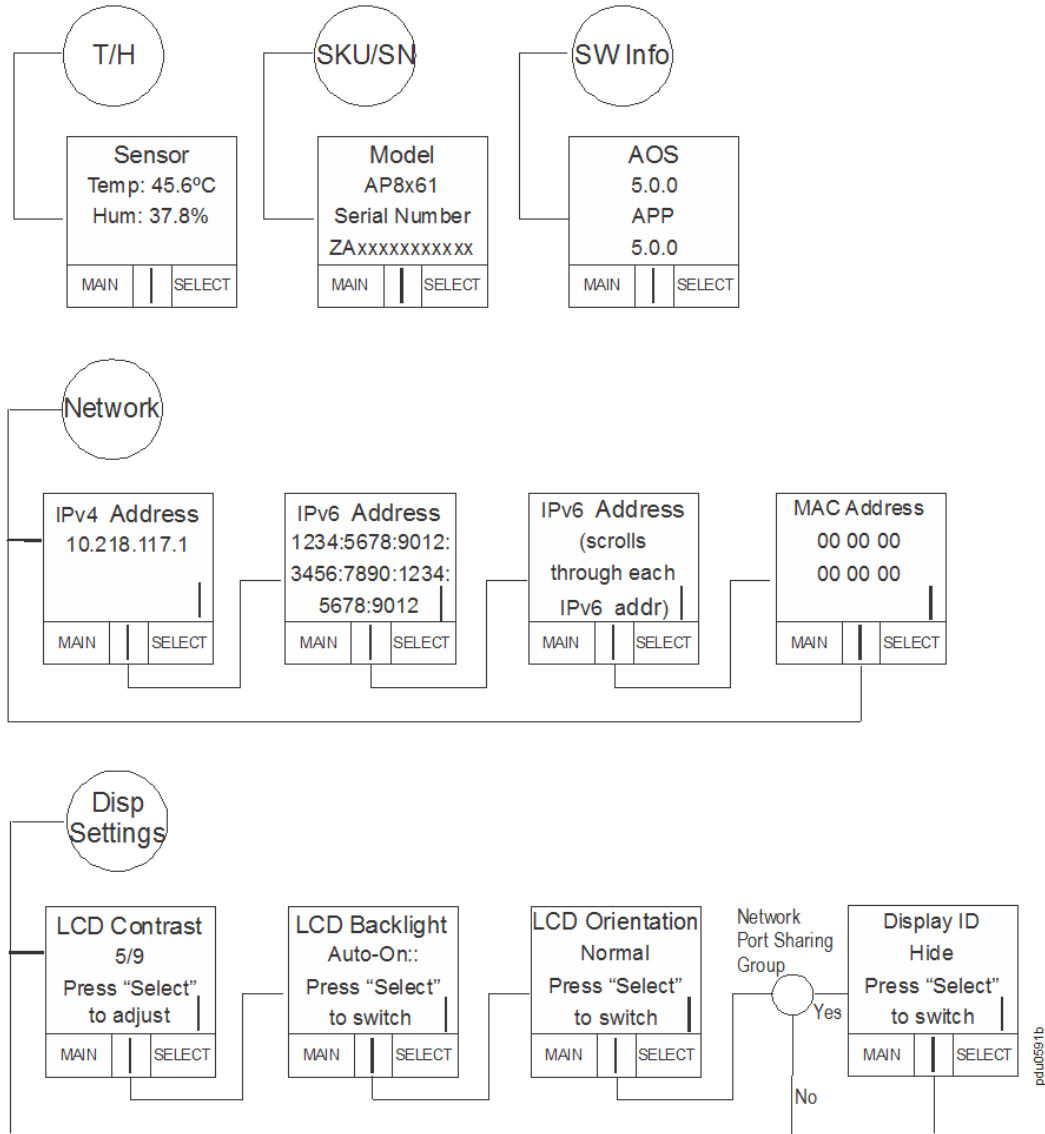 T/H
SKU/SN
SW Info
Sensor
Temp: 45.6ºC
Hum: 37.8%
MAIN
SELECT
Model
AP8x61
Serial Number
ZAxxxxxxxxxxx
MAIN
SELECT
AOS
5.0.0
APP
5.0.0
MAIN
SELECT
Network
IPv4 Address
10.218.117.1
MAIN
SELECT
IPv6 Address
1234:5678:9012:
3456:7890:1234:
5678:9012
MAIN
SELECT
IPv6 Address
(scrolls
through each
IPv6 addr)
MAIN
SELECT
MAC Address
00 00 00
00 00 00
MAIN
SELECT
Disp
Settings
LCD Contrast
5/9
Press “Select”
to adjust
MAIN
SELECT
LCD Backlight
Auto-On::
Press “Select”
to switch
MAIN
SELECT
LCD Orientation
Normal
Press “Select”
to switch
MAIN
SELECT
Network
Port Sharing
Group
Yes
No
Display ID
Hide
Press “Select”
to switch
MAIN
SELECT
pdu0591b